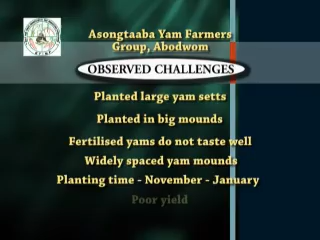 Asongtaaba Yam Farmers
Group, Abodwom
OBSERVED CHALLENGES
Planted large yam setts
Planted in big mounds
Fertilised yams do not taste well
Widely spaced yam mounds
Planting time - November - January
Poor yield